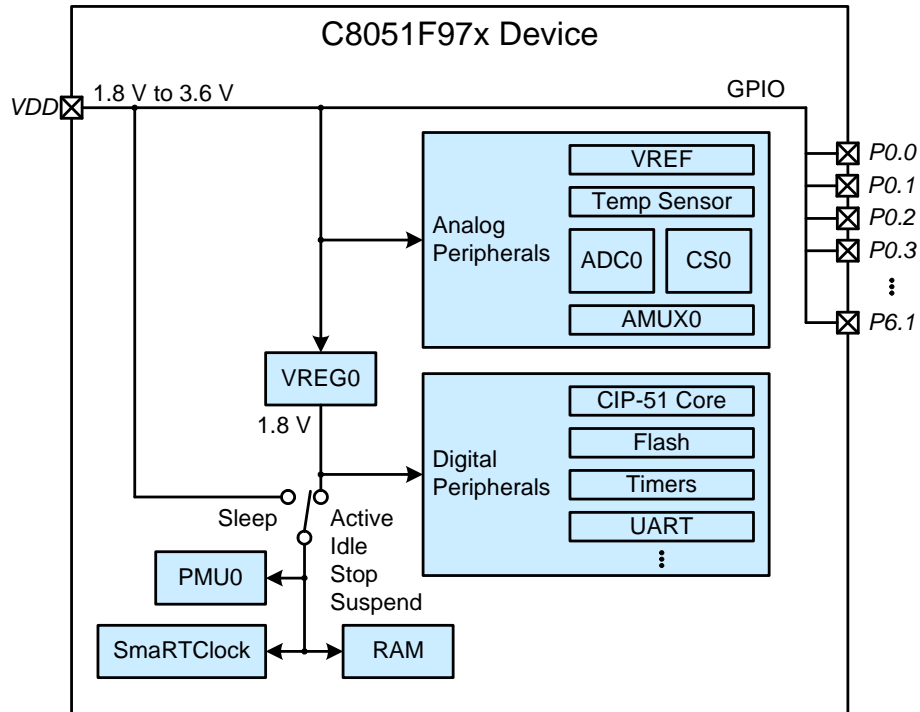 C8051F97x Device
VDD
1.8 V to 3.6 V
GPIO
P0.0
P0.1
P0.2
P0.3
P6.1
Analog
Peripherals
VREF
Temp Sensor
ADC0
CS0
AMUX0
VREG0
1.8 V
Digital
Peripherals
CIP-51 Core
Flash
Timers
UART
Sleep
Active
Idle
Stop
Suspend
PMU0
SmaRTClock
RAM